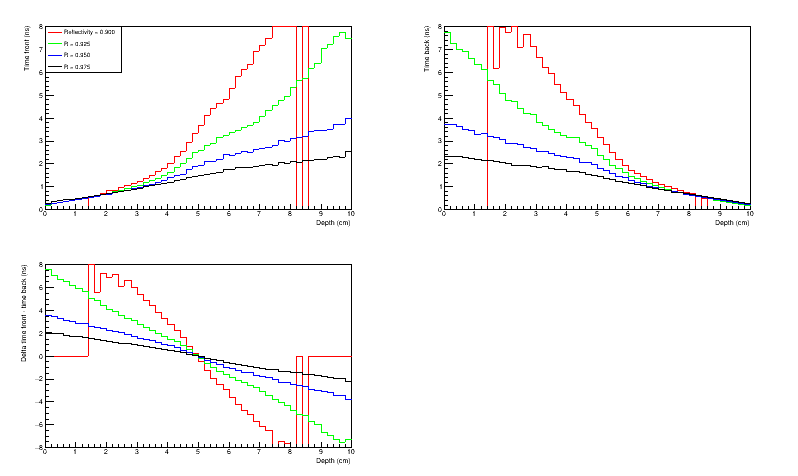 Time front (ns)
8
7
6
5
4
3
2
1
0
Reflectivity = 0.900
R = 0.925
R = 0.950
R = 0.975
0 1 2 3 4 5 6 7 8 9 10
Depth (cm)
Time back (ns)
8
7
6
5
4
3
2
1
0
0 1 2 3 4 5 6 7 8 9 10
Depth (cm)
Delta time front - time back (ns)
8
6
4
2
0
−2
−4
−6
−8
0 1 2 3 4 5 6 7 8 9 10
Depth (cm)